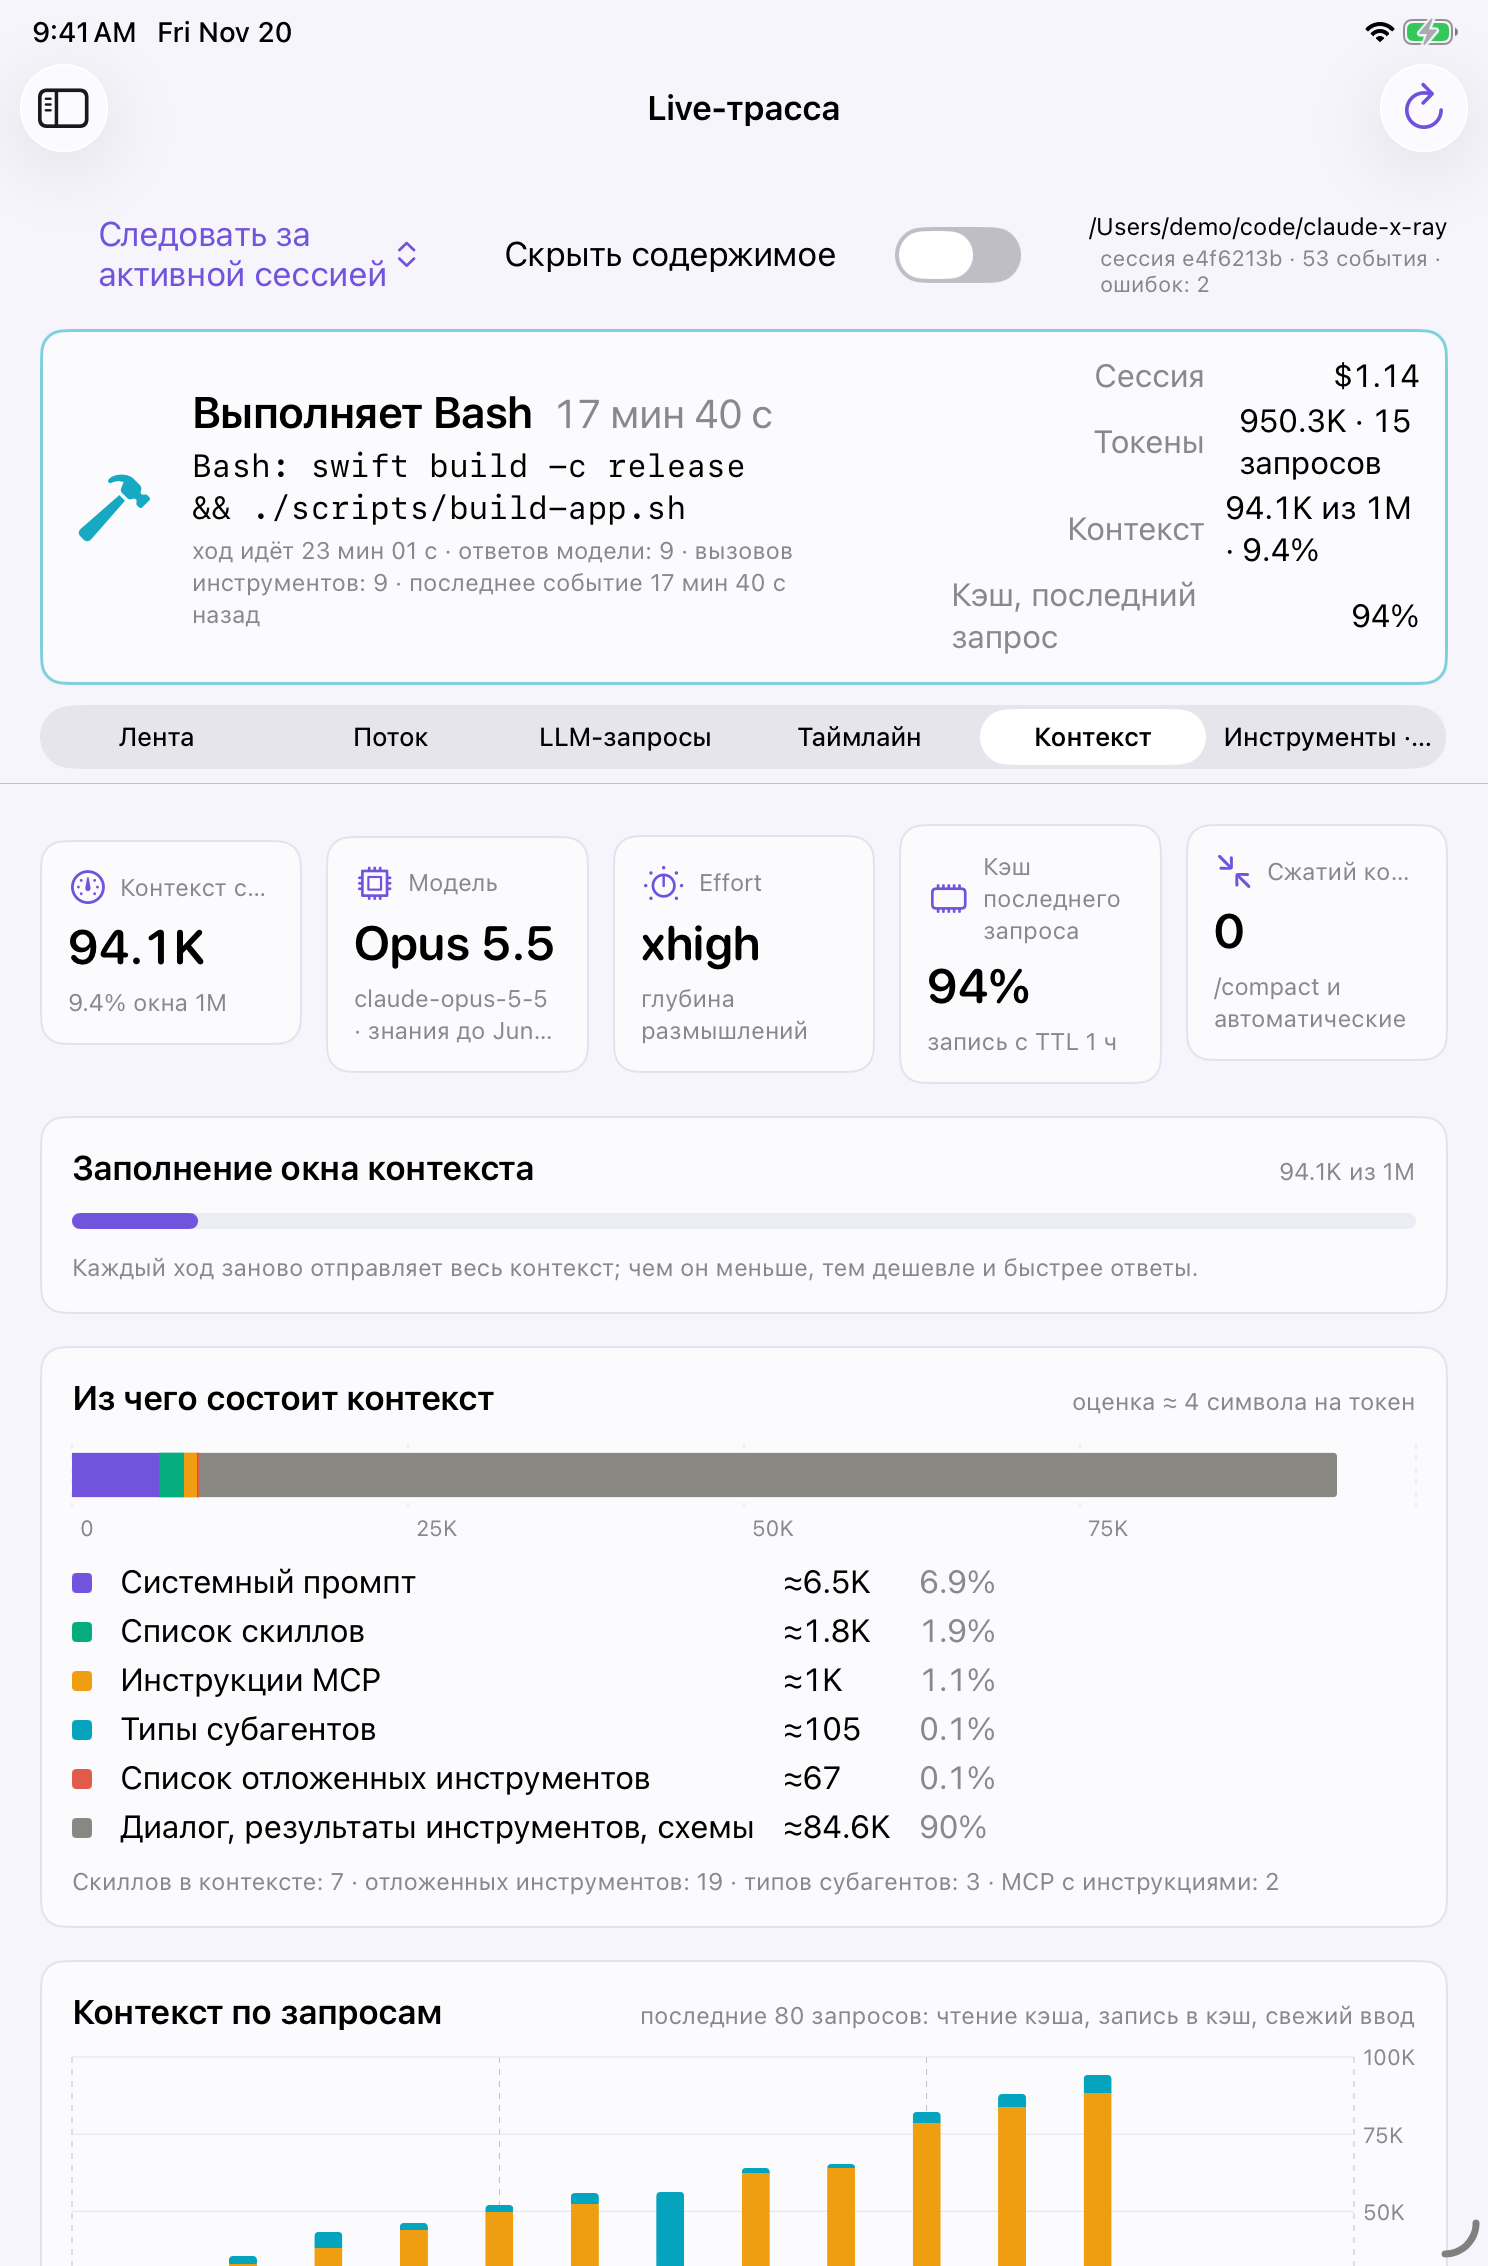 9:41 AM Fri Nov 20
Live-трасса
Следовать за
активной сессией
Скрыть содержимое
/Users/demo/code/claude-x-ray
сессия e4f6213b · 53 события ·
ошибок: 2
Выполняет Bash 17 мин 40 с
Bash: swift build -c release
&& ./scripts/build-app.sh
ход идёт 23 мин 01 с · ответов модели: 9 · вызовов
инструментов: 9 · последнее событие 17 мин 40 с
назад
Сессия $1.14
Токены 950.3K · 15
запросов
Контекст 94.1K из 1M
· 9.4%
Кэш, последний
запрос 94%
Лента Поток LLM-запросы Таймлайн Контекст Инструменты ·...
Контекст с...
94.1K
9.4% окна 1M
Модель
Opus 5.5
claude-opus-5-5
· знания до Jun...
Effort
xhigh
глубина
размышлений
Кэш
последнего
запроса
94%
запись с TTL 1 ч
Сжатий ко...
0
/compact и
автоматические
Заполнение окна контекста 94.1K из 1M
Каждый ход заново отправляет весь контекст; чем он меньше, тем дешевле и быстрее ответы.
Из чего состоит контекст оценка ≈ 4 символа на токен
0 25K 50K 75K
Системный промпт ≈6.5K 6.9%
Список скиллов ≈1.8K 1.9%
Инструкции MCP ≈1K 1.1%
Типы субагентов ≈105 0.1%
Список отложенных инструментов ≈67 0.1%
Диалог, результаты инструментов, схемы ≈84.6K 90%
Скиллов в контексте: 7 · отложенных инструментов: 19 · типов субагентов: 3 · MCP с инструкциями: 2
Контекст по запросам последние 80 запросов: чтение кэша, запись в кэш, свежий ввод
100K
75K
50K